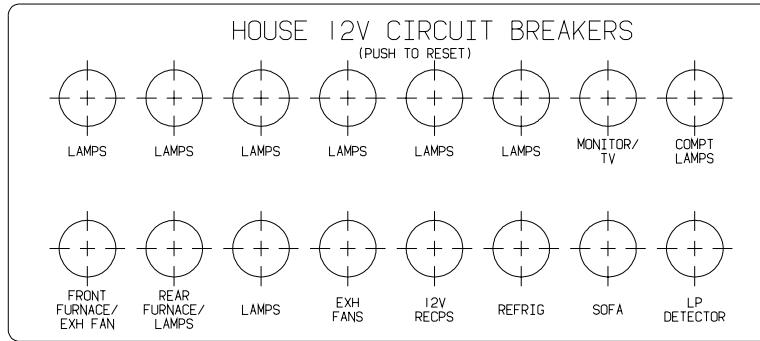 HOUSE 12V CIRCUIT BREAKERS
(PUSH TO RESET)
LAMPS LAMPS LAMPS LAMPS LAMPS LAMPS MONITOR/ TV COMPT LAMPS
FRONT FURNACE/ EXH FAN REAR FURNACE/ LAMPS LAMPS EXH FANS 12V RECPS REFRIG SOFA LP DETECTOR